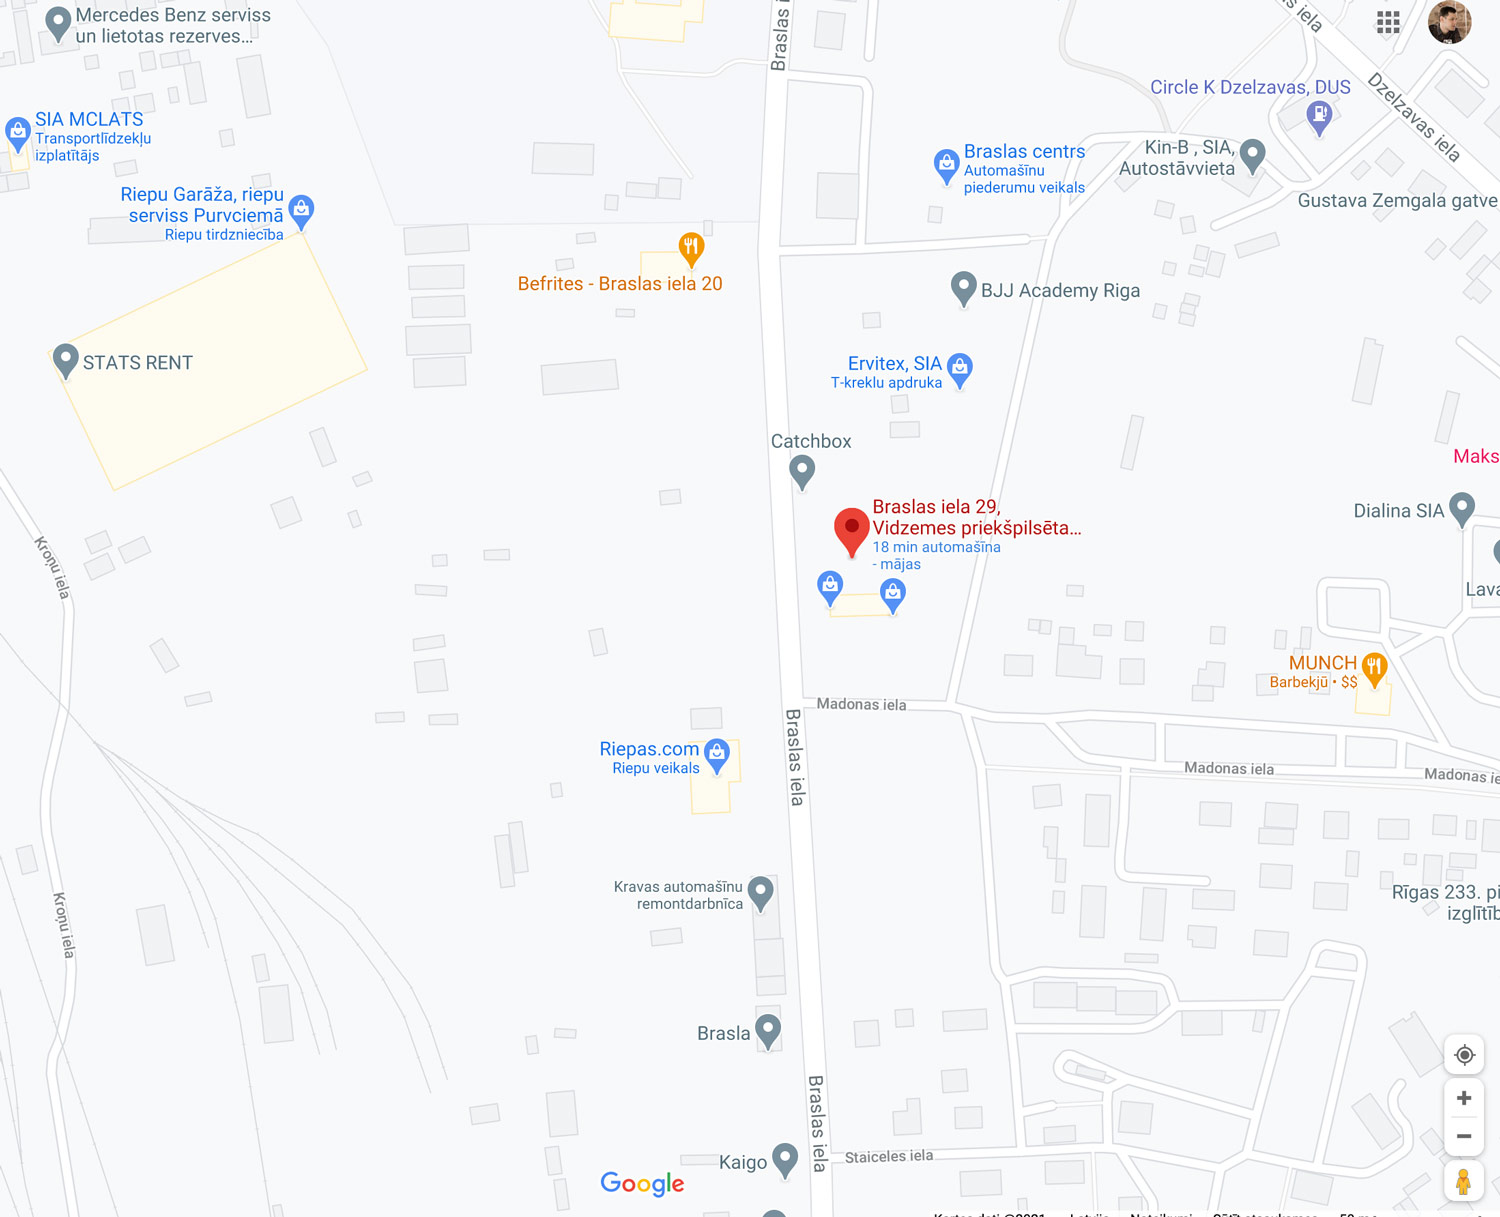 Mercedes Benz serviss
un lietotas rezerves...
Braslas i
s iela
Circle K Dzelzavas, DUS
Dzelzavas iela
SIA MCLATS
Transportlīdzekļu
izplatītājs
Braslas centrs
Automašīnu
piederumu veikals
Kin-B , SIA,
Autostāvvieta
Riepu Garāža, riepu
serviss Purvciemā
Riepu tirdzniecība
Gustava Zemgala gatve
Befrites - Braslas iela 20
BJJ Academy Riga
STATS RENT
Ervitex, SIA
T-kreklu apdruka
Catchbox
Maks
Braslas iela 29,
Vidzemes priekšpilsēta...
18 min automašīna
- mājas
Dialina SIA
Kroņu iela
Lava
MUNCH
Barbekjū • $$
Madonas iela
Braslas iela
Riepas.com
Riepu veikals
Madonas iela
Madonas ie
Kravas automašīnu
remontdarbnīca
Rīgas 233. pi
izglītīb
Kroņu iela
Brasla
Braslas iela
Staiceles iela
Kaigo
Google